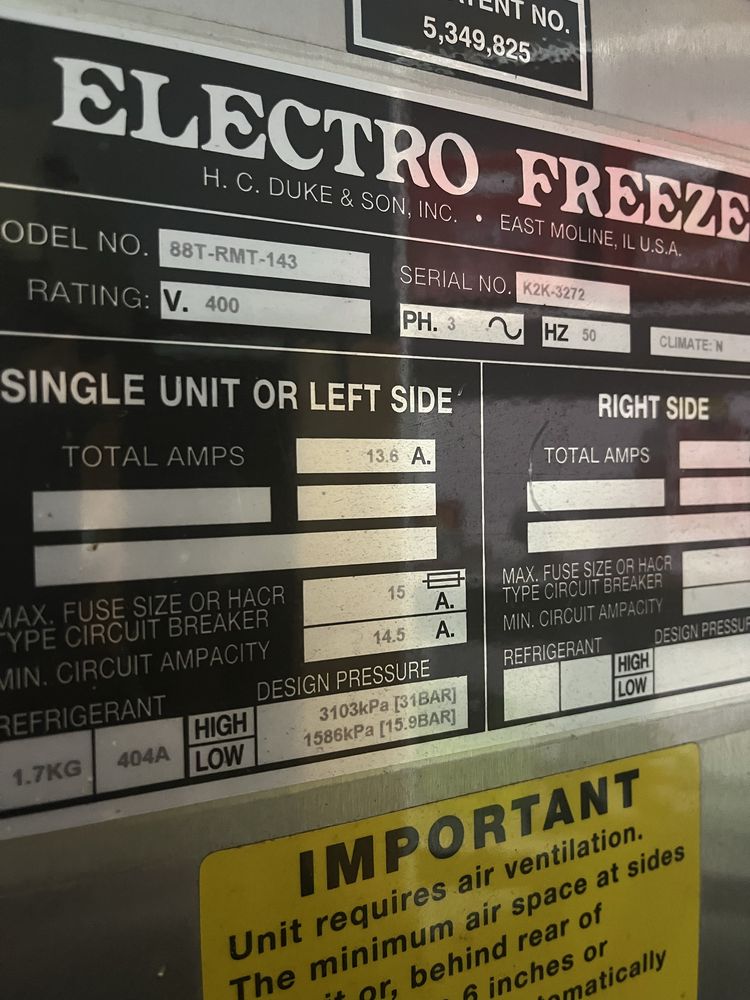 TENT NO.
5,349,825
ELECTRO FREEZE
H. C. DUKE & SON, INC. • EAST MOLINE, IL U.S.A.
ODEL NO. 88T-RMT-143 SERIAL NO. K2K-3272
RATING: V. 400 PH. 3 HZ 50 CLIMATE: N
SINGLE UNIT OR LEFT SIDE
TOTAL AMPS 13.6 A.
MAX. FUSE SIZE OR HACR
TYPE CIRCUIT BREAKER 15 A.
MIN. CIRCUIT AMPACITY 14.5 A.
REFRIGERANT DESIGN PRESSURE
1.7KG 404A HIGH 3103kPa [31BAR]
LOW 1586kPa [15.9BAR]
RIGHT SIDE
TOTAL AMPS
MAX. FUSE SIZE OR HACR
TYPE CIRCUIT BREAKER
MIN. CIRCUIT AMPACITY
REFRIGERANT DESIGN PRESSU
HIGH
LOW
IMPORTANT
Unit requires air ventilation.
The minimum air space at sides
it or, behind rear of
6 inches or
tomatically